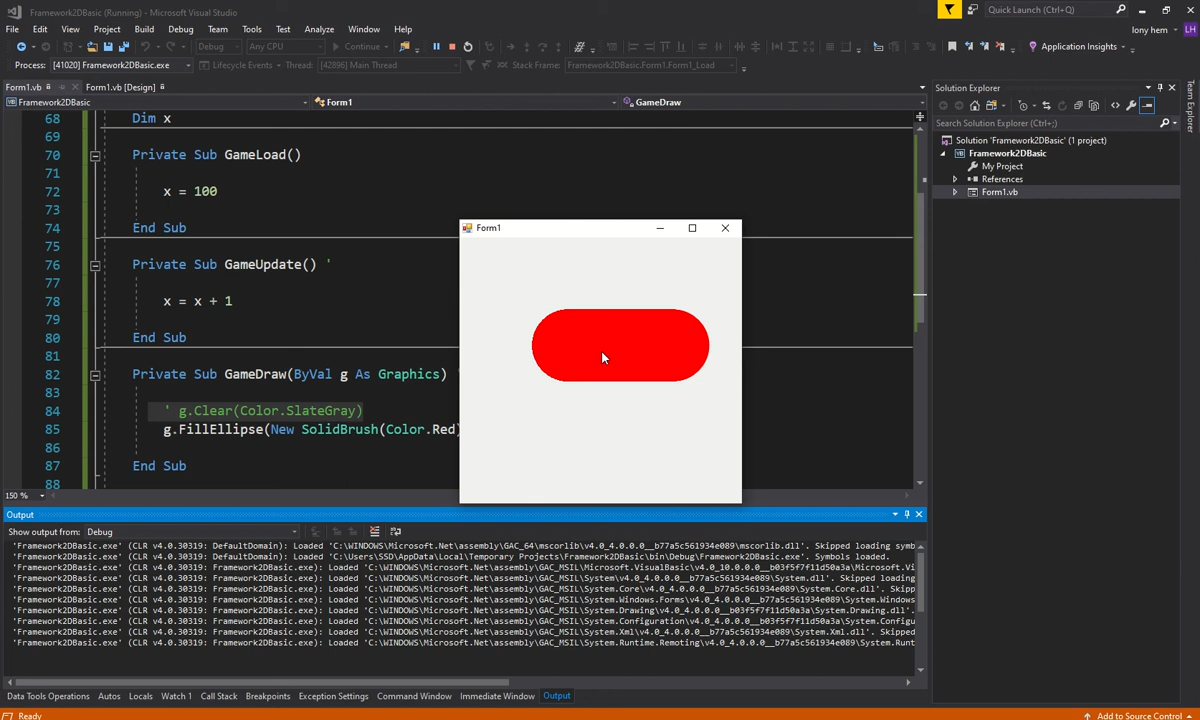 Framework2DBasic (Running) - Microsoft Visual Studio
Quick Launch (Ctrl+Q)
File Edit View Project Build Debug Team Tools Test Analyze Window Help
lony hem LH
Debug Any CPU Continue Application Insights
Process: [41020] Framework2DBasic.exe Lifecycle Events Thread: [42896] Main Thread Stack Frame: Framework2DBasic.Form1.Form1_Load
Form1.vb Form1.vb [Design]
Framework2DBasic Form1 GameDraw
68 Dim x
69
70 Private Sub GameLoad()
71
72 x = 100
73
74 End Sub
75
76 Private Sub GameUpdate() '
77
78 x = x + 1
79
80 End Sub
81
82 Private Sub GameDraw(ByVal g As Graphics) '
83
84 ' g.Clear(Color.SlateGray)
85 g.FillEllipse(New SolidBrush(Color.Red)
86
87 End Sub
88
150 %
Form1
Solution Explorer
Search Solution Explorer (Ctrl+;)
Solution 'Framework2DBasic' (1 project)
Framework2DBasic
My Project
References
Form1.vb
Team Explorer
Output
Show output from: Debug
'Framework2DBasic.exe' (CLR v4.0.30319: DefaultDomain): Loaded 'C:\WINDOWS\Microsoft.Net\assembly\GAC_64\mscorlib\v4.0_4.0.0.0__b77a5c561934e089\mscorlib.dll'. Skipped loading symb
'Framework2DBasic.exe' (CLR v4.0.30319: DefaultDomain): Loaded 'C:\Users\SSD\AppData\Local\Temporary Projects\Framework2DBasic\bin\Debug\Framework2DBasic.exe'. Symbols loaded.
'Framework2DBasic.exe' (CLR v4.0.30319: Framework2DBasic.exe): Loaded 'C:\WINDOWS\Microsoft.Net\assembly\GAC_MSIL\Microsoft.VisualBasic\v4.0_10.0.0.0__b03f5f7f11d50a3a\Microsoft.Vi
'Framework2DBasic.exe' (CLR v4.0.30319: Framework2DBasic.exe): Loaded 'C:\WINDOWS\Microsoft.Net\assembly\GAC_MSIL\System\v4.0_4.0.0.0__b77a5c561934e089\System.dll'. Skipped loading
'Framework2DBasic.exe' (CLR v4.0.30319: Framework2DBasic.exe): Loaded 'C:\WINDOWS\Microsoft.Net\assembly\GAC_MSIL\System.Core\v4.0_4.0.0.0__b77a5c561934e089\System.Core.dll'. Skipp
'Framework2DBasic.exe' (CLR v4.0.30319: Framework2DBasic.exe): Loaded 'C:\WINDOWS\Microsoft.Net\assembly\GAC_MSIL\System.Windows.Forms\v4.0_4.0.0.0__b77a5c561934e089\System.Windows
'Framework2DBasic.exe' (CLR v4.0.30319: Framework2DBasic.exe): Loaded 'C:\WINDOWS\Microsoft.Net\assembly\GAC_MSIL\System.Drawing\v4.0_4.0.0.0__b03f5f7f11d50a3a\System.Drawing.dll'.
'Framework2DBasic.exe' (CLR v4.0.30319: Framework2DBasic.exe): Loaded 'C:\WINDOWS\Microsoft.Net\assembly\GAC_MSIL\System.Configuration\v4.0_4.0.0.0__b03f5f7f11d50a3a\System.Configu
'Framework2DBasic.exe' (CLR v4.0.30319: Framework2DBasic.exe): Loaded 'C:\WINDOWS\Microsoft.Net\assembly\GAC_MSIL\System.Xml\v4.0_4.0.0.0__b77a5c561934e089\System.Xml.dll'. Skipped
'Framework2DBasic.exe' (CLR v4.0.30319: Framework2DBasic.exe): Loaded 'C:\WINDOWS\Microsoft.Net\assembly\GAC_MSIL\System.Runtime.Remoting\v4.0_4.0.0.0__b77a5c561934e089\System.Runt
Data Tools Operations Autos Locals Watch 1 Call Stack Breakpoints Exception Settings Command Window Immediate Window Output
Ready Add to Source Control